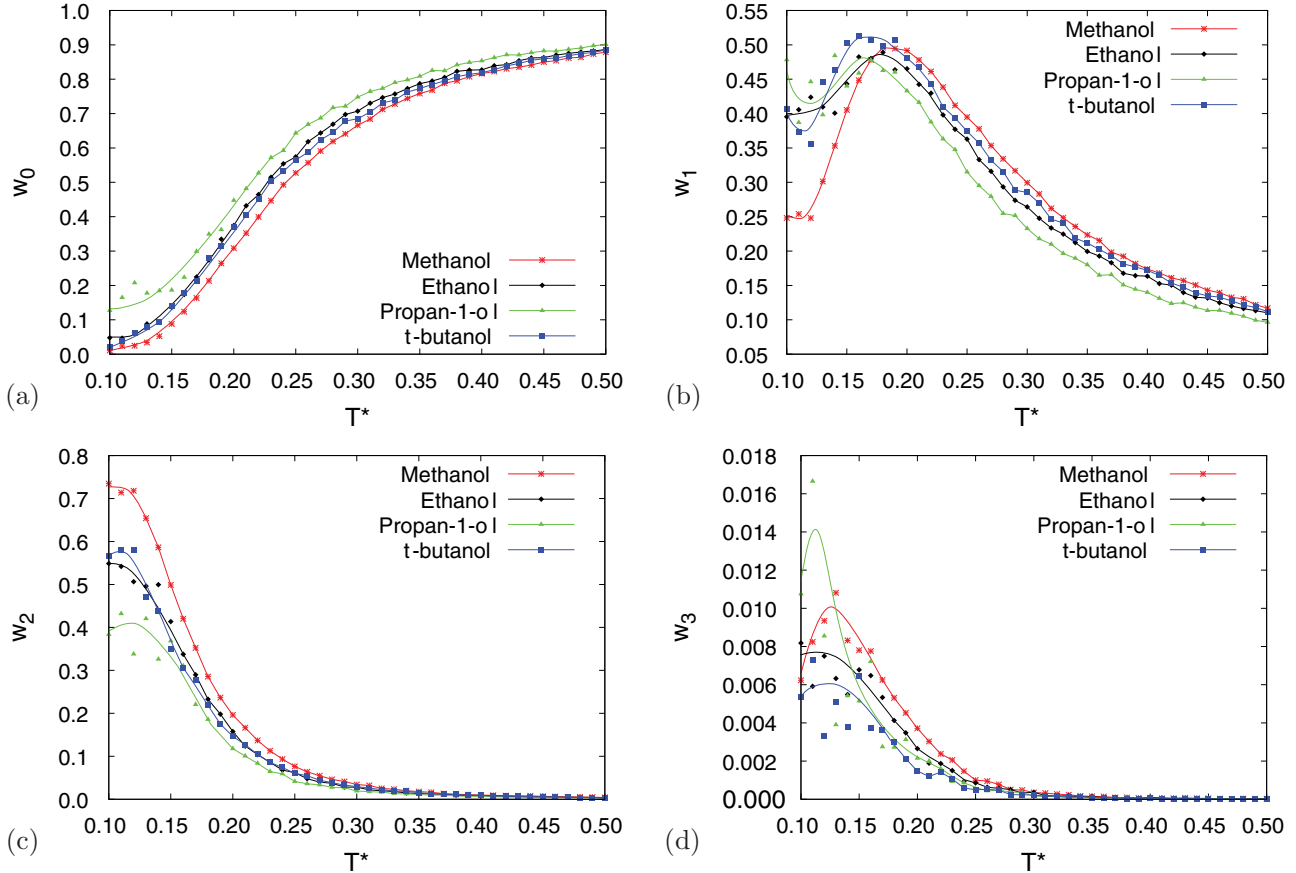 w0
1.0
0.9
0.8
0.7
0.6
0.5
0.4
0.3
0.2
0.1
0.0
Methanol
Ethanol
Propan-1-ol
t-butanol
0.10 0.15 0.20 0.25 0.30 0.35 0.40 0.45 0.50
T*
(a)
w1
0.55
0.50
0.45
0.40
0.35
0.30
0.25
0.20
0.15
0.10
0.05
Methanol
Ethanol
Propan-1-ol
t-butanol
0.10 0.15 0.20 0.25 0.30 0.35 0.40 0.45 0.50
T*
(b)
w2
0.8
0.7
0.6
0.5
0.4
0.3
0.2
0.1
0.0
Methanol
Ethanol
Propan-1-ol
t-butanol
0.10 0.15 0.20 0.25 0.30 0.35 0.40 0.45 0.50
T*
(c)
w3
0.018
0.016
0.014
0.012
0.010
0.008
0.006
0.004
0.002
0.000
Methanol
Ethanol
Propan-1-ol
t-butanol
0.10 0.15 0.20 0.25 0.30 0.35 0.40 0.45 0.50
T*
(d)